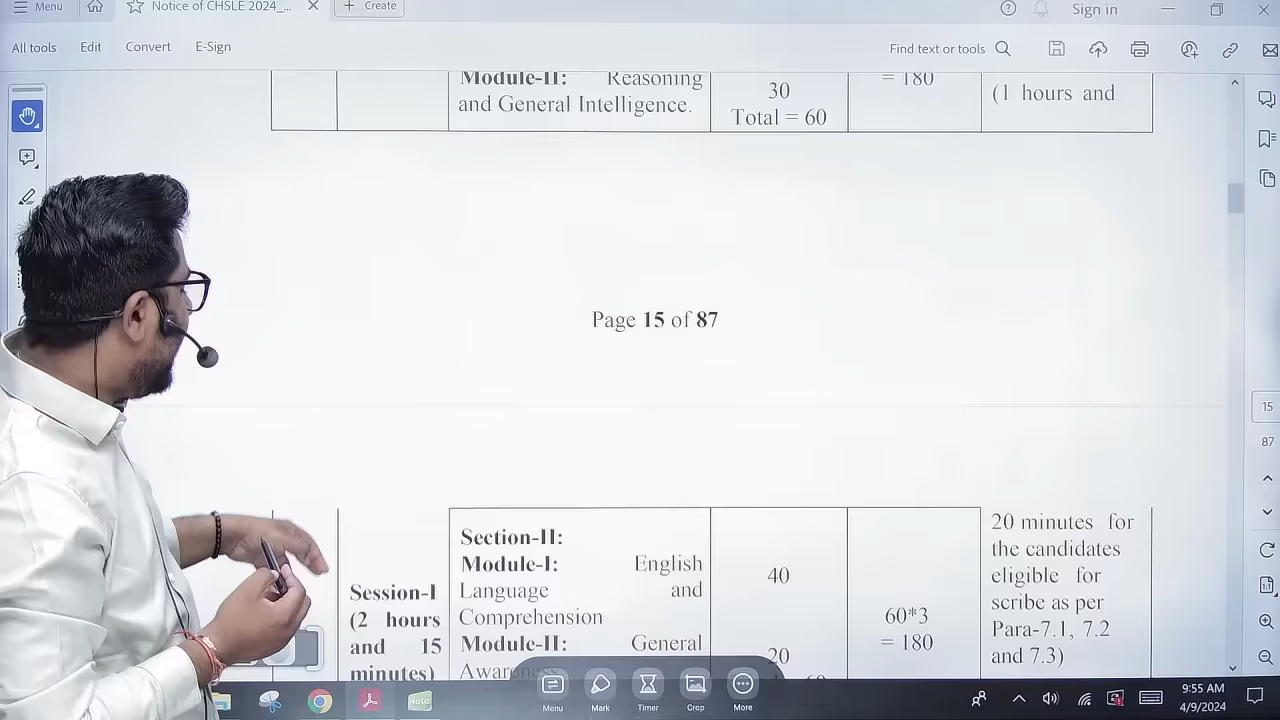 Menu
Notice of CHSLE 2024_...
Create
Sign in
All tools
Edit
Convert
E-Sign
Find text or tools
Module-II: Reasoning
and General Intelligence.
30
Total = 60
= 180
(1 hours and
Page 15 of 87
15
87
Session-I
(2 hours
and 15
minutes)
Section-II:
Module-I: English
Language and
Comprehension
Module-II: General
40
20
60*3
= 180
20 minutes for
the candidates
eligible for
scribe as per
Para-7.1, 7.2
and 7.3)
Menu
Mark
Timer
Crop
More
Note
9:55 AM
4/9/2024